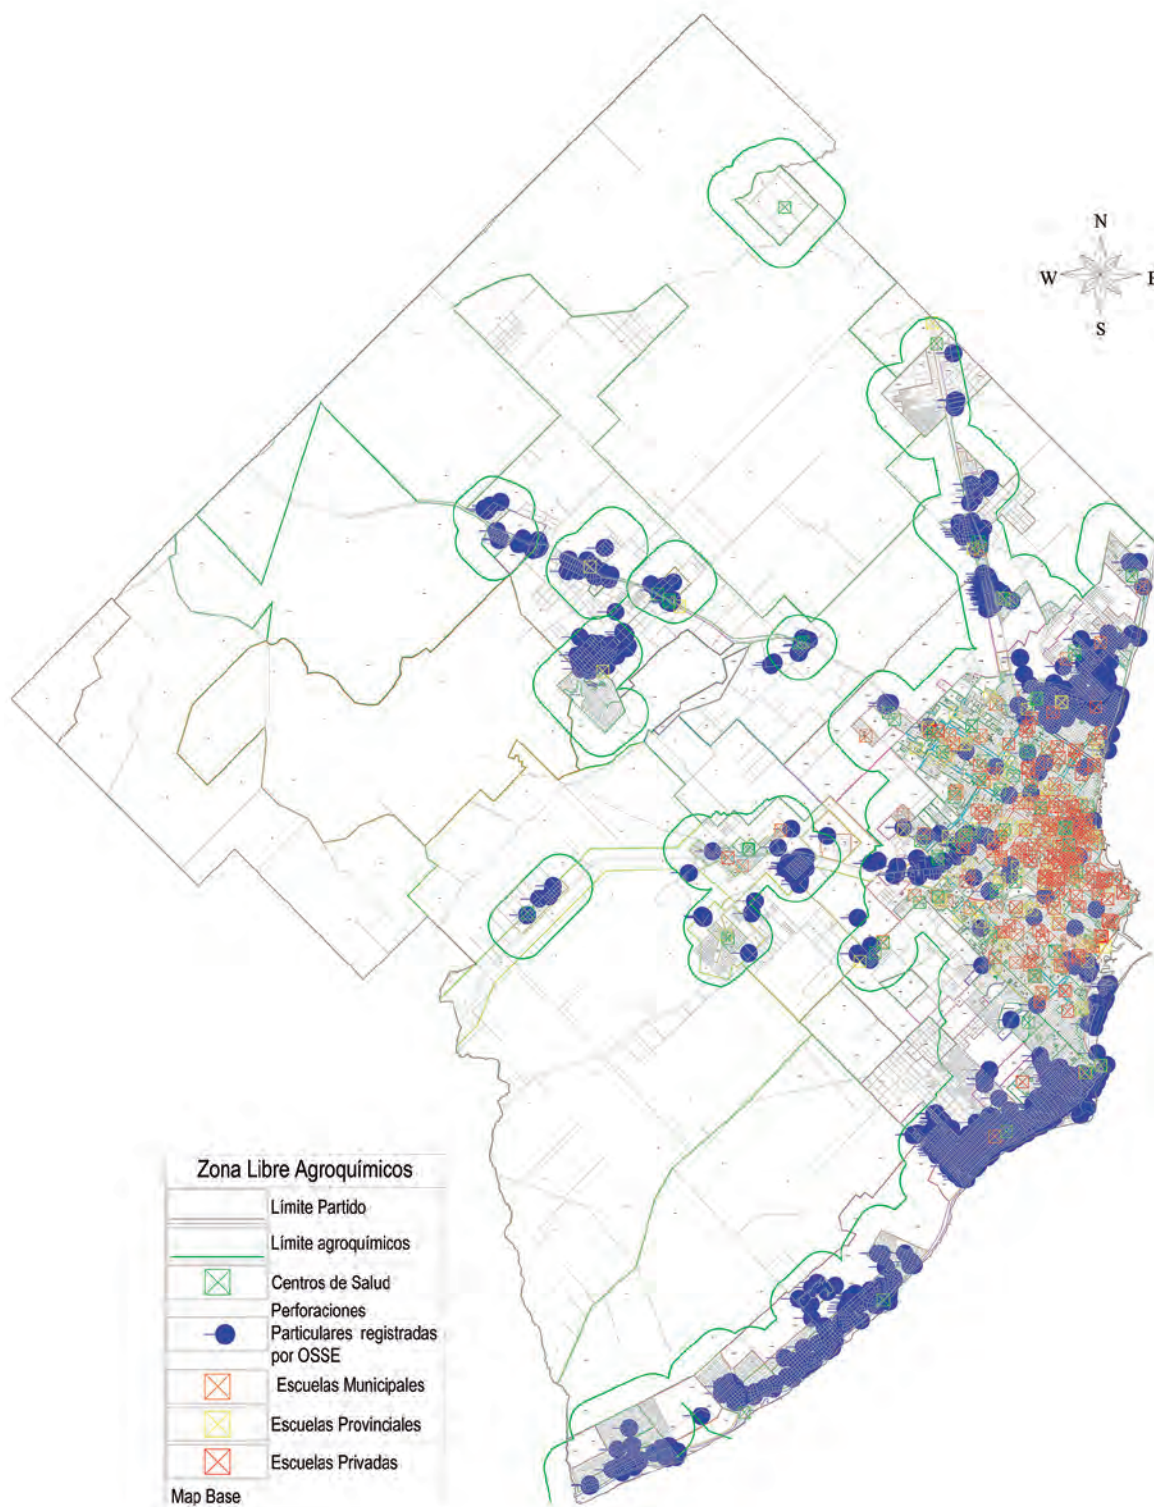 N
W
E
S
Zona Libre Agroquímicos
Límite Partido
Límite agroquímicos
Centros de Salud
Perforaciones
Particulares registradas
por OSSE
Escuelas Municipales
Escuelas Provinciales
Escuelas Privadas
Map Base